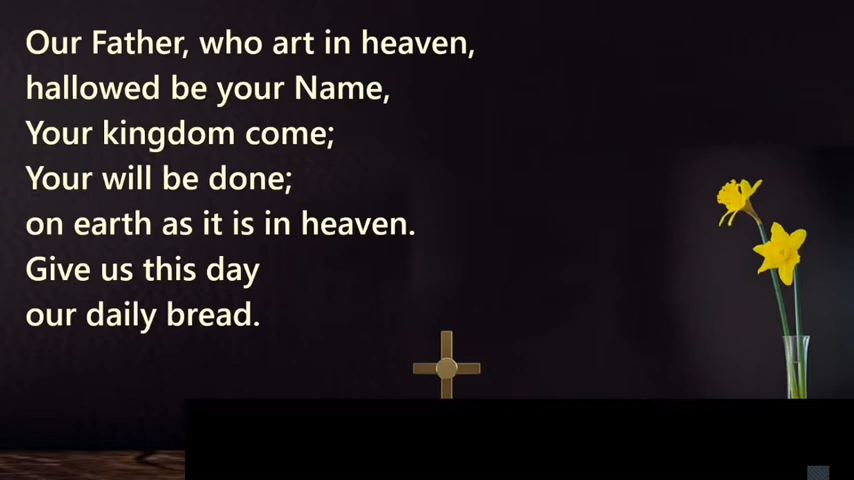 Our Father, who art in heaven,
hallowed be your Name,
Your kingdom come;
Your will be done;
on earth as it is in heaven.
Give us this day
our daily bread.